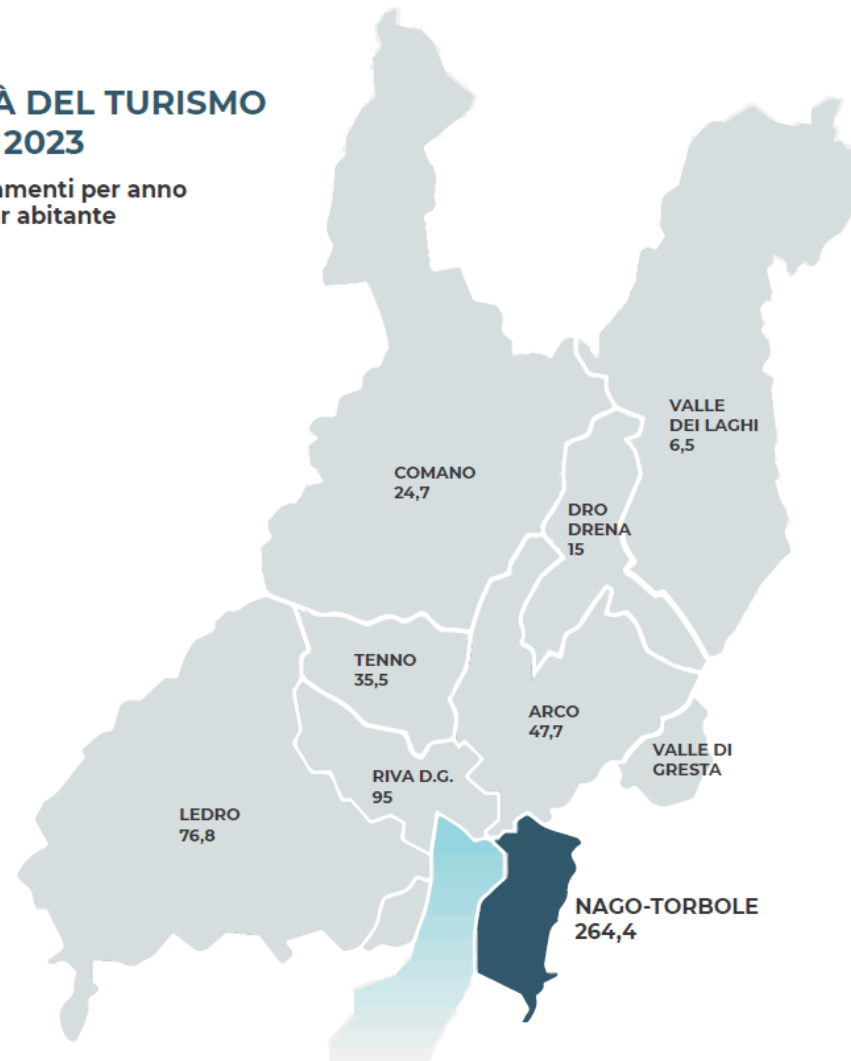 À DEL TURISMO
2023
amenti per anno
r abitante
VALLE
DEI LAGHI
6,5
COMANO
24,7
DRO
DRENA
15
TENNO
35,5
ARCO
47,7
VALLE DI
GRESTA
RIVA D.G.
95
LEDRO
76,8
NAGO-TORBOLE
264,4